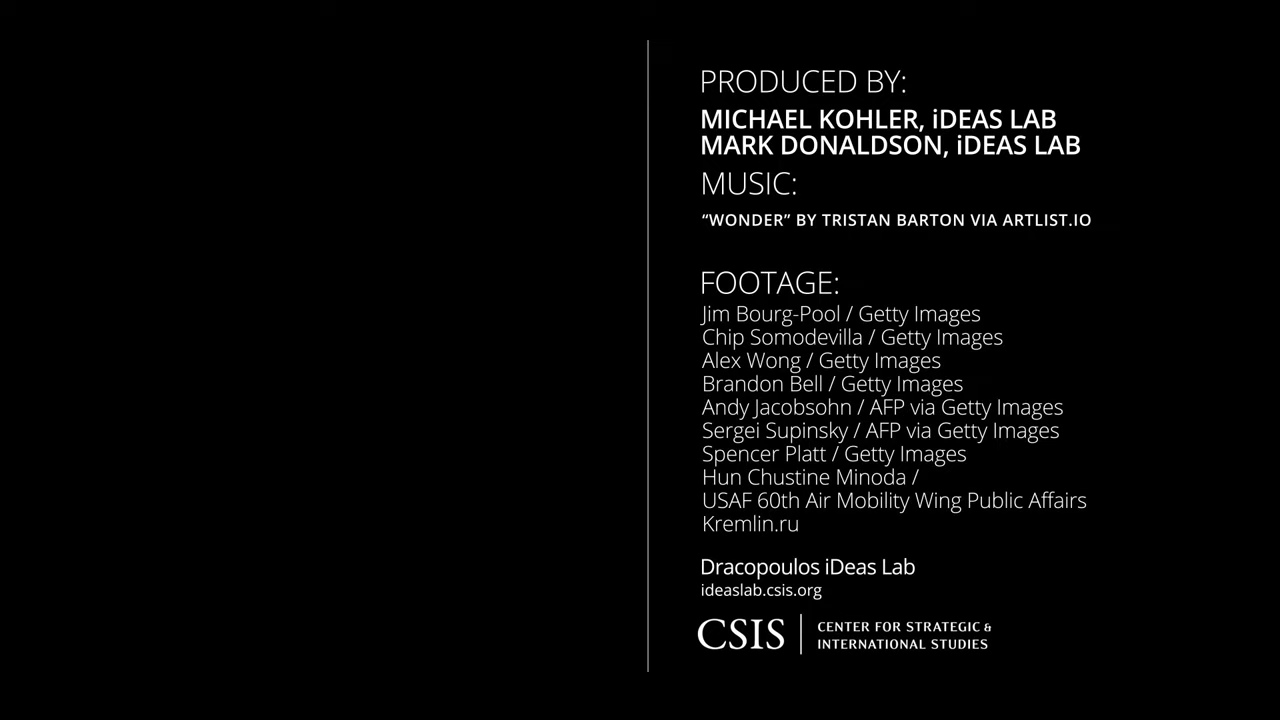 PRODUCED BY:
MICHAEL KOHLER, iDEAS LAB
MARK DONALDSON, iDEAS LAB
MUSIC:
“WONDER” BY TRISTAN BARTON VIA ARTLIST.IO
FOOTAGE:
Jim Bourg-Pool / Getty Images
Chip Somodevilla / Getty Images
Alex Wong / Getty Images
Brandon Bell / Getty Images
Andy Jacobsohn / AFP via Getty Images
Sergei Supinsky / AFP via Getty Images
Spencer Platt / Getty Images
Hun Chustine Minoda /
USAF 60th Air Mobility Wing Public Affairs
Kremlin.ru
Dracopoulos iDeas Lab
ideaslab.csis.org
CSIS
CENTER FOR STRATEGIC &
INTERNATIONAL STUDIES